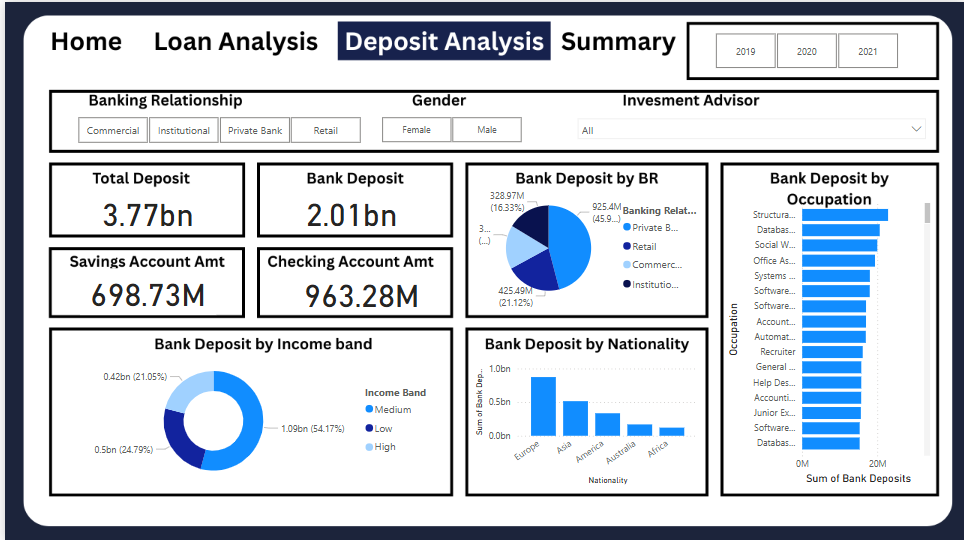 Home Loan Analysis Deposit Analysis Summary
2019 2020 2021
Banking Relationship
Commercial Institutional Private Bank Retail
Gender
Female Male
Invesment Advisor
All
Total Deposit
3.77bn
Bank Deposit
2.01bn
Savings Account Amt
698.73M
Checking Account Amt
963.28M
Bank Deposit by BR
328.97M
(16.33%)
925.4M
(45.9...)
3...
(...)
425.49M
(21.12%)
Banking Relat...
Private B...
Retail
Commerc...
Institutio...
Bank Deposit by
Occupation
Occupation
Structura...
Databas...
Social W...
Office As...
Systems ...
Software...
Software...
Account...
Automat...
Recruiter
General ...
Help Des...
Accounti...
Junior Ex...
Software...
Databas...
0M 20M
Sum of Bank Deposits
Bank Deposit by Income band
0.42bn (21.05%)
0.5bn (24.79%)
1.09bn (54.17%)
Income Band
Medium
Low
High
Bank Deposit by Nationality
Sum of Bank Dep...
1.0bn
0.5bn
0.0bn
Europe Asia America Australia Africa
Nationality